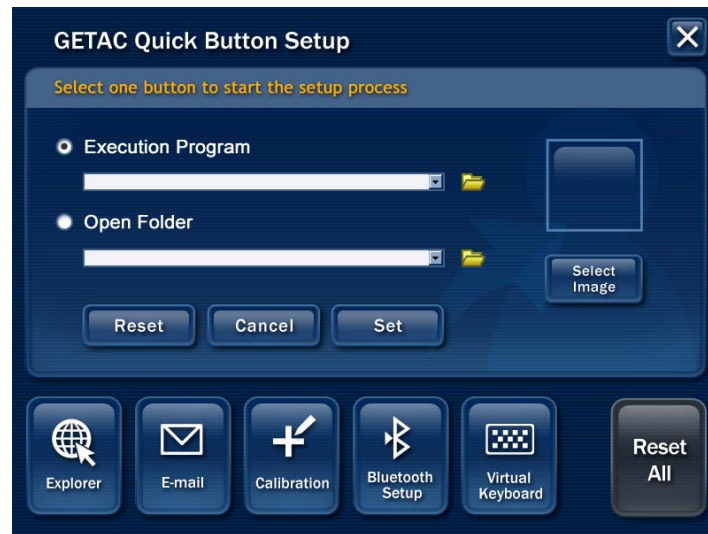 GETAC Quick Button Setup
Select one button to start the setup process
Execution Program
Open Folder
Select
Image
Reset
Cancel
Set
Explorer
E-mail
Calibration
Bluetooth
Setup
Virtual
Keyboard
Reset
All